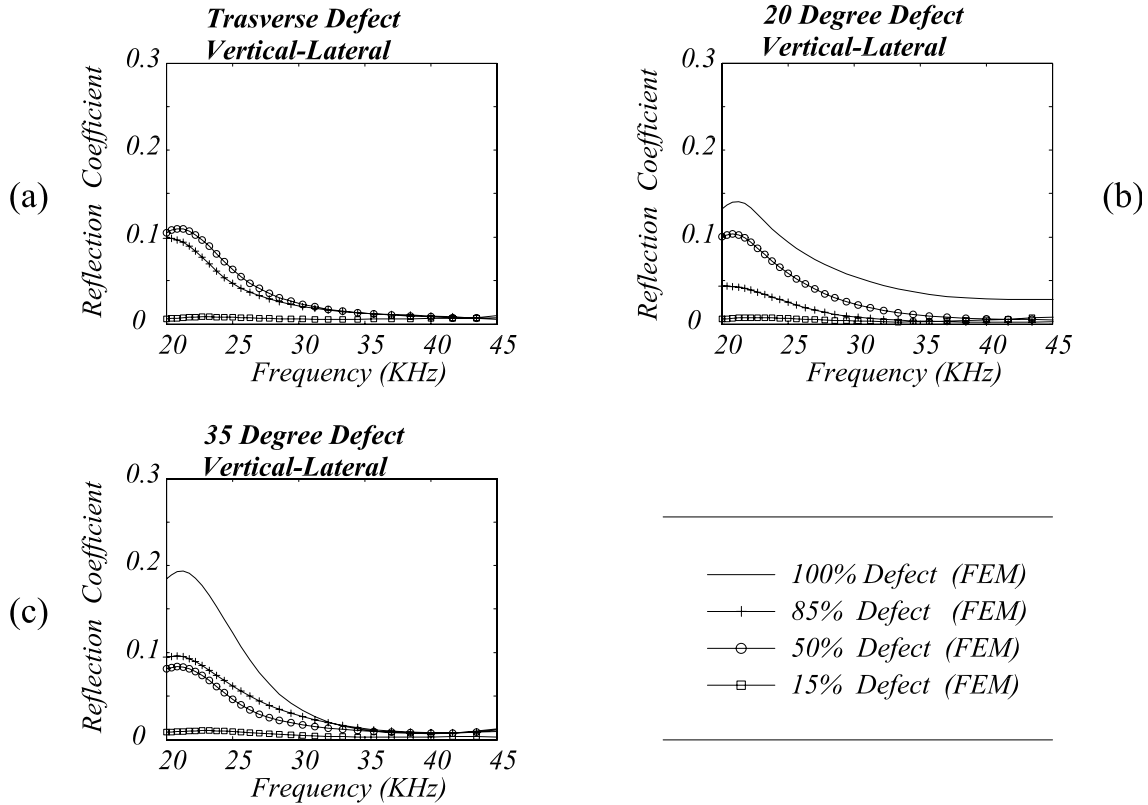 Trasverse Defect
Vertical-Lateral
(a)
Reflection Coefficient
0.3
0.2
0.1
0
20 25 30 35 40 45
Frequency (KHz)
20 Degree Defect
Vertical-Lateral
(b)
Reflection Coefficient
0.3
0.2
0.1
0
20 25 30 35 40 45
Frequency (KHz)
35 Degree Defect
Vertical-Lateral
(c)
Reflection Coefficient
0.3
0.2
0.1
0
20 25 30 35 40 45
Frequency (KHz)
100% Defect (FEM)
85% Defect (FEM)
50% Defect (FEM)
15% Defect (FEM)